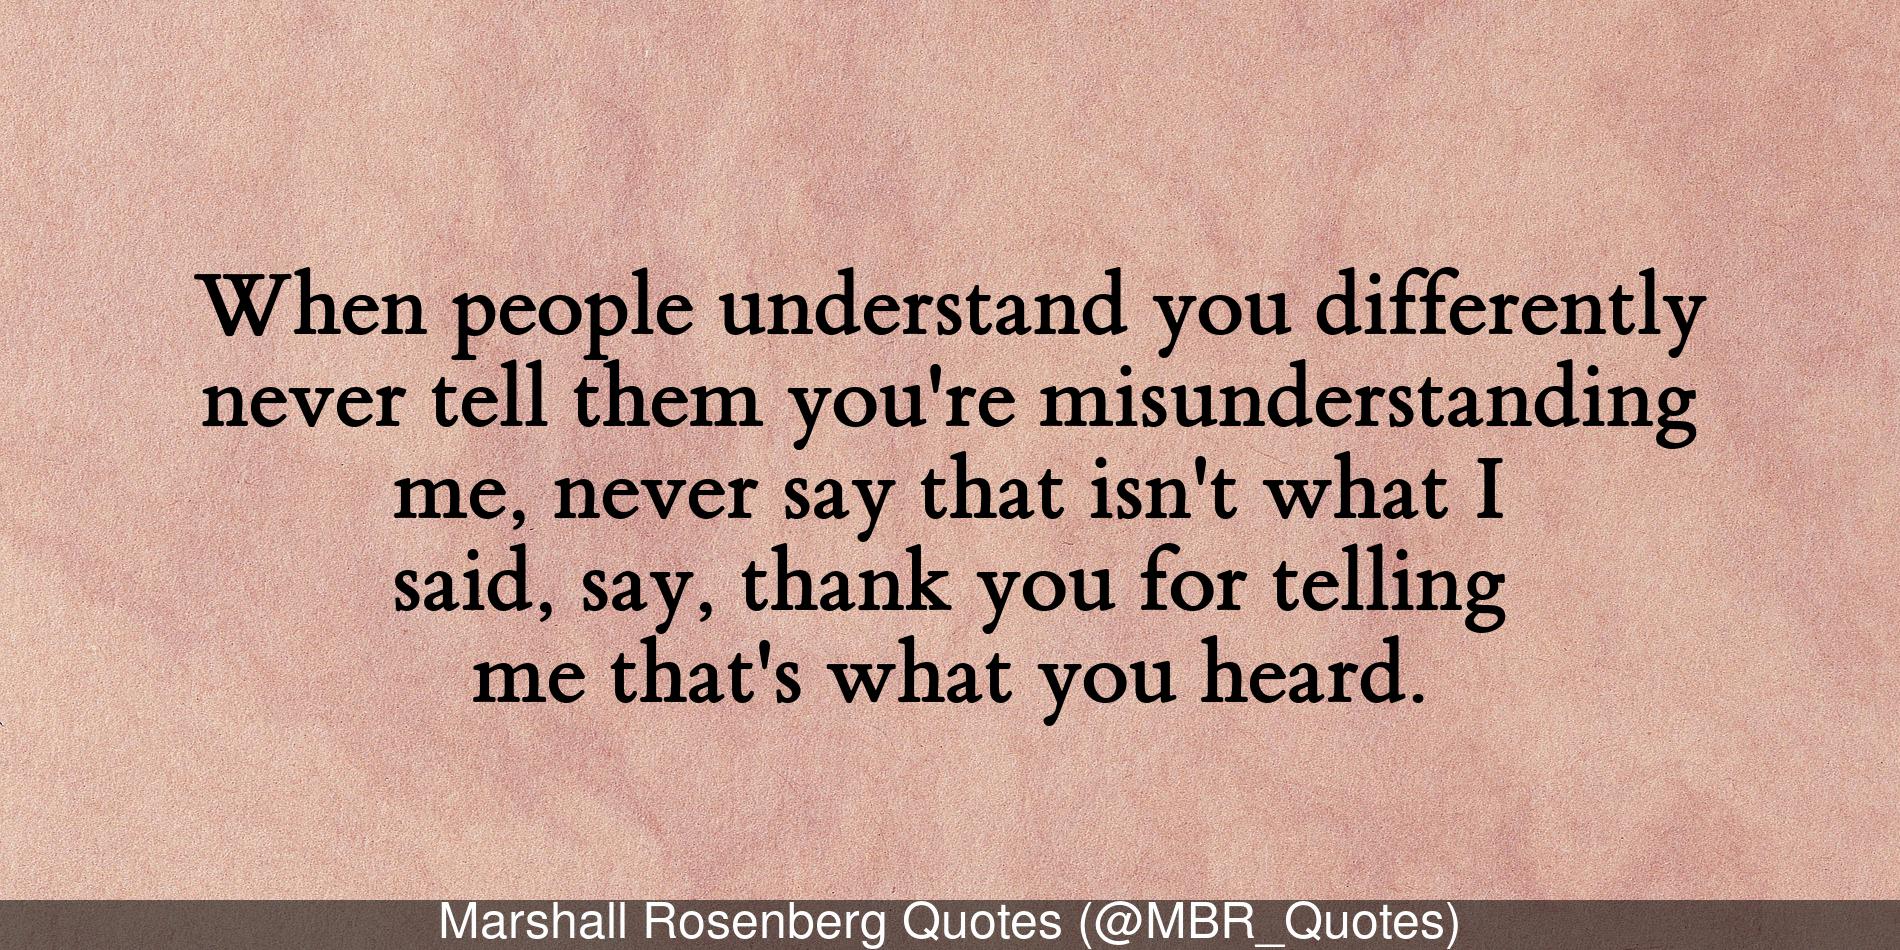 When people understand you differently
never tell them you're misunderstanding
me, never say that isn't what I
said, say, thank you for telling
me that's what you heard.
Marshall Rosenberg Quotes (@MBR_Quotes)